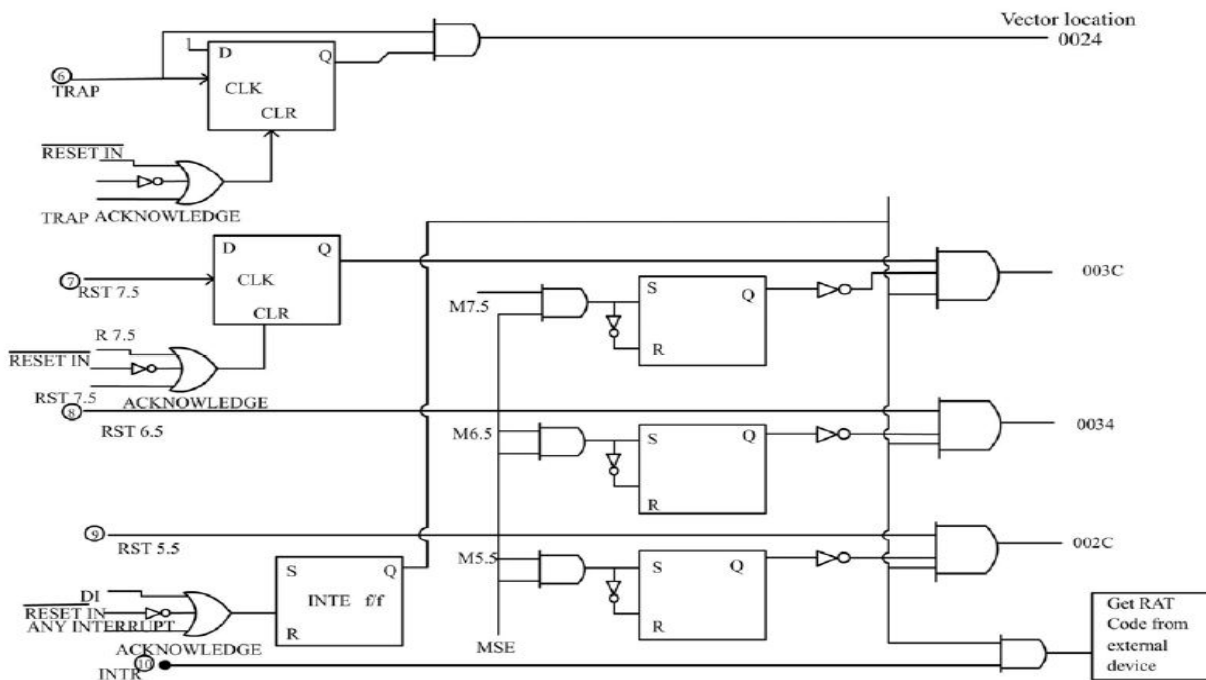 Vector location
0024
D
Q
6
TRAP
CLK
CLR
RESET IN
TRAP ACKNOWLEDGE
D
Q
7
RST 7.5
CLK
CLR
003C
S
Q
M7.5
R
R 7.5
RESET IN
RST 7.5
ACKNOWLEDGE
8
RST 6.5
0034
M6.5
S
Q
R
9
RST 5.5
002C
M5.5
S
Q
R
S
Q
INTE f/f
R
DI
RESET IN
ANY INTERRUPT
ACKNOWLEDGE
MSE
10
INTR
Get RAT
Code from
external
device